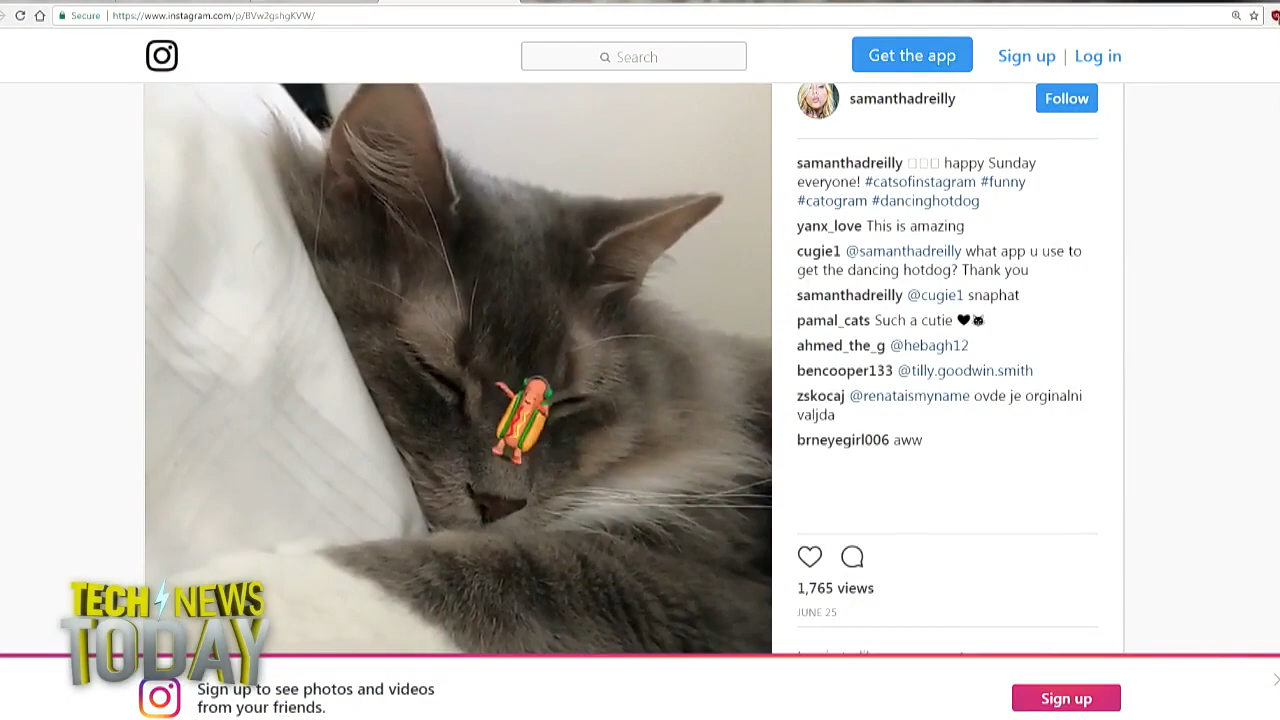 Secure https://www.instagram.com/p/BVw2gshgKVW/
Search
Get the app
Sign up | Log in
samanthadreilly
Follow
samanthadreilly □□□ happy Sunday
everyone! #catsofinstagram #funny
#catogram #dancinghotdog
yanx_love This is amazing
cugie1 @samanthadreilly what app u use to
get the dancing hotdog? Thank you
samanthadreilly @cugie1 snaphat
pamal_cats Such a cutie 🖤🐱
ahmed_the_g @hebagh12
bencooper133 @tilly.goodwin.smith
zskocaj @renataismyname ovde je orginalni
valjda
brneyegirl006 aww
1,765 views
JUNE 25
TECH NEWS
TODAY
Sign up to see photos and videos
from your friends.
Sign up